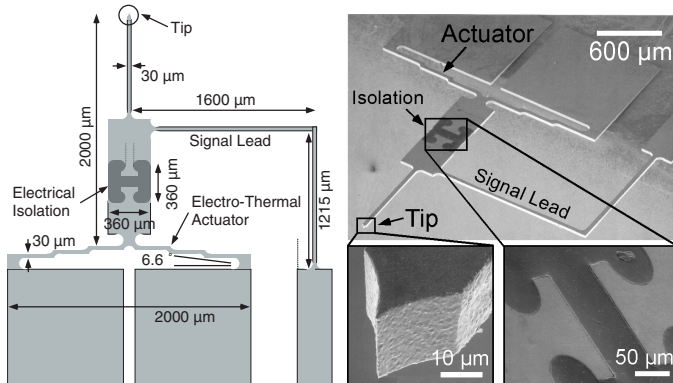 Tip
30 µm
1600 µm
2000 µm
Signal Lead
Electrical
Isolation
360 µm
360 µm
Electro-Thermal
Actuator
1215 µm
30 µm
6.6°
2000 µm
Actuator
600 µm
Isolation
Signal Lead
Tip
10 µm
50 µm